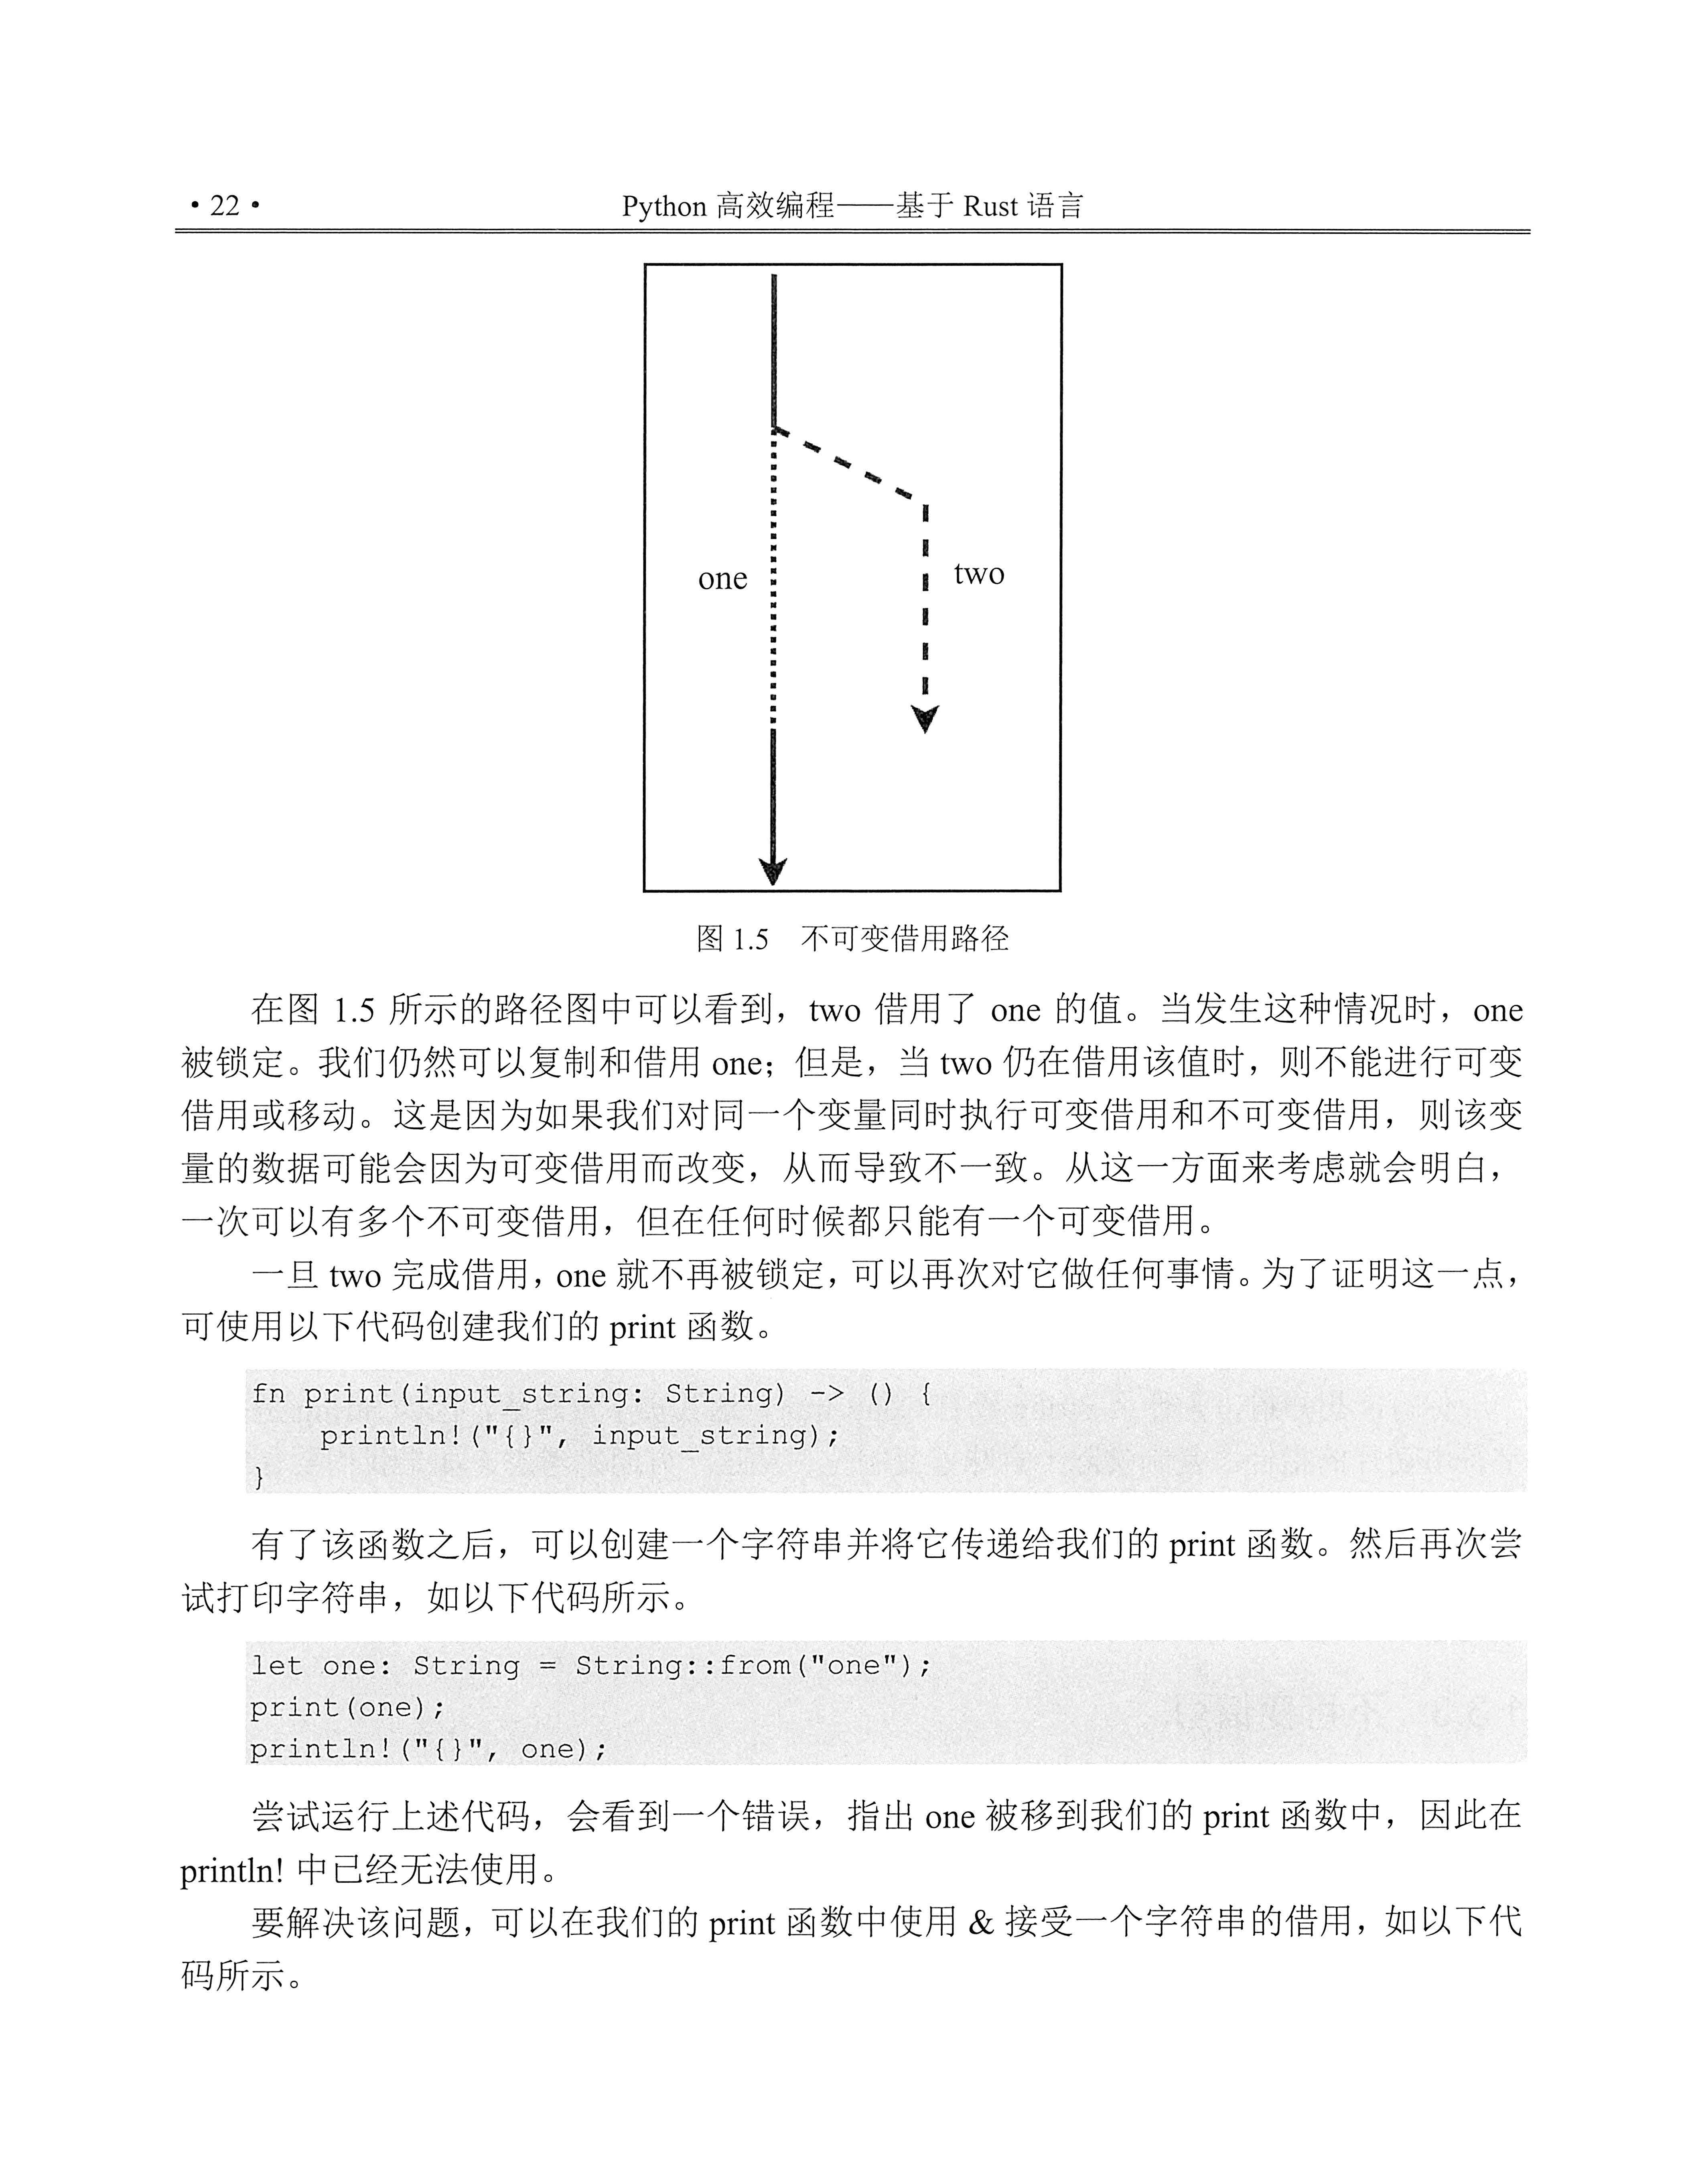 • 22 •
Python 高效编程——基于 Rust 语言
one
two
图 1.5 不可变借用路径
在图 1.5 所示的路径图中可以看到，two 借用了 one 的值。当发生这种情况时，one
被锁定。我们仍然可以复制和借用 one；但是，当 two 仍在借用该值时，则不能进行可变
借用或移动。这是因为如果我们对同一个变量同时执行可变借用和不可变借用，则该变
量的数据可能会因为可变借用而改变，从而导致不一致。从这一方面来考虑就会明白，
一次可以有多个不可变借用，但在任何时候都只能有一个可变借用。
一旦 two 完成借用，one 就不再被锁定，可以再次对它做任何事情。为了证明这一点，
可使用以下代码创建我们的 print 函数。
fn print(input_string: String) -> () {
    println!("{}", input_string);
}
有了该函数之后，可以创建一个字符串并将它传递给我们的 print 函数。然后再次尝
试打印字符串，如以下代码所示。
let one: String = String::from("one");
print(one);
println!("{}", one);
尝试运行上述代码，会看到一个错误，指出 one 被移到我们的 print 函数中，因此在
println! 中已经无法使用。
要解决该问题，可以在我们的 print 函数中使用 & 接受一个字符串的借用，如以下代
码所示。